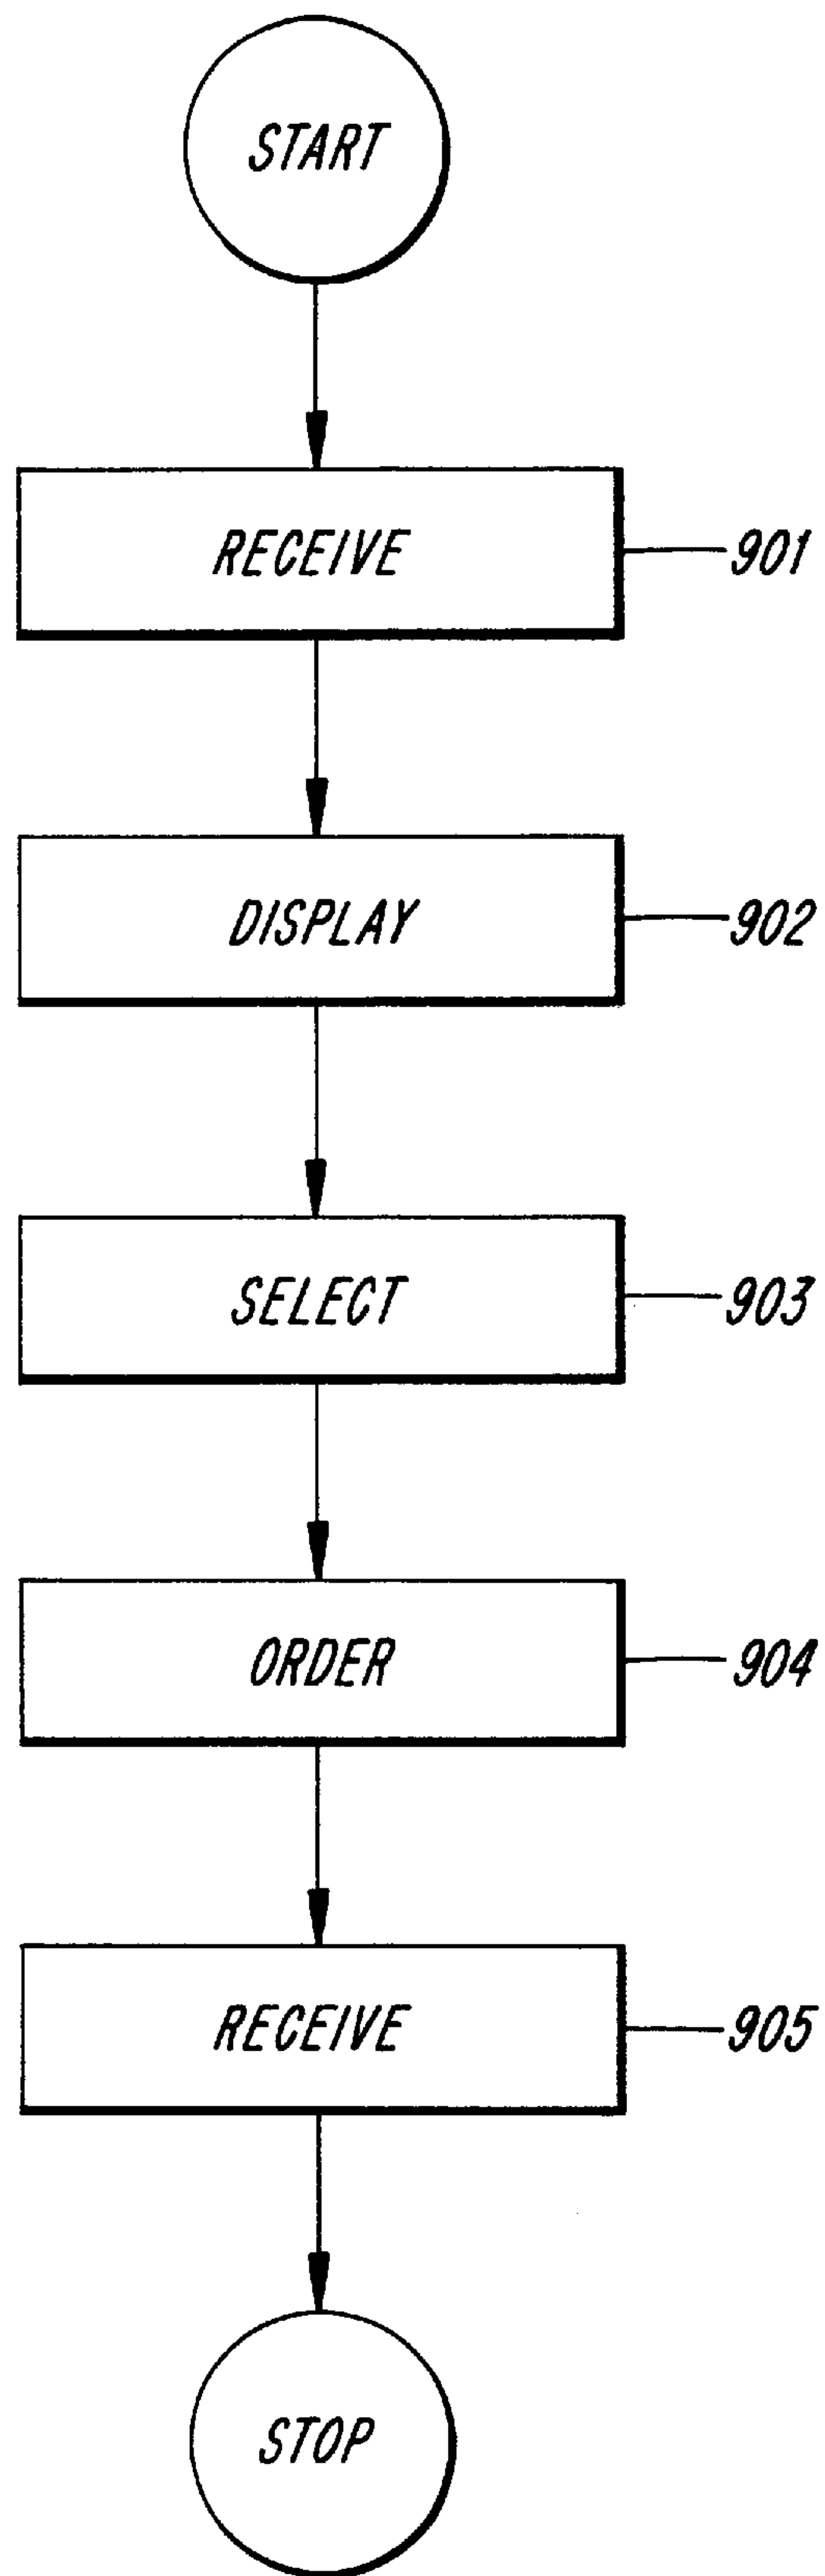 START
RECEIVE 901
DISPLAY 902
SELECT 903
ORDER 904
RECEIVE 905
STOP